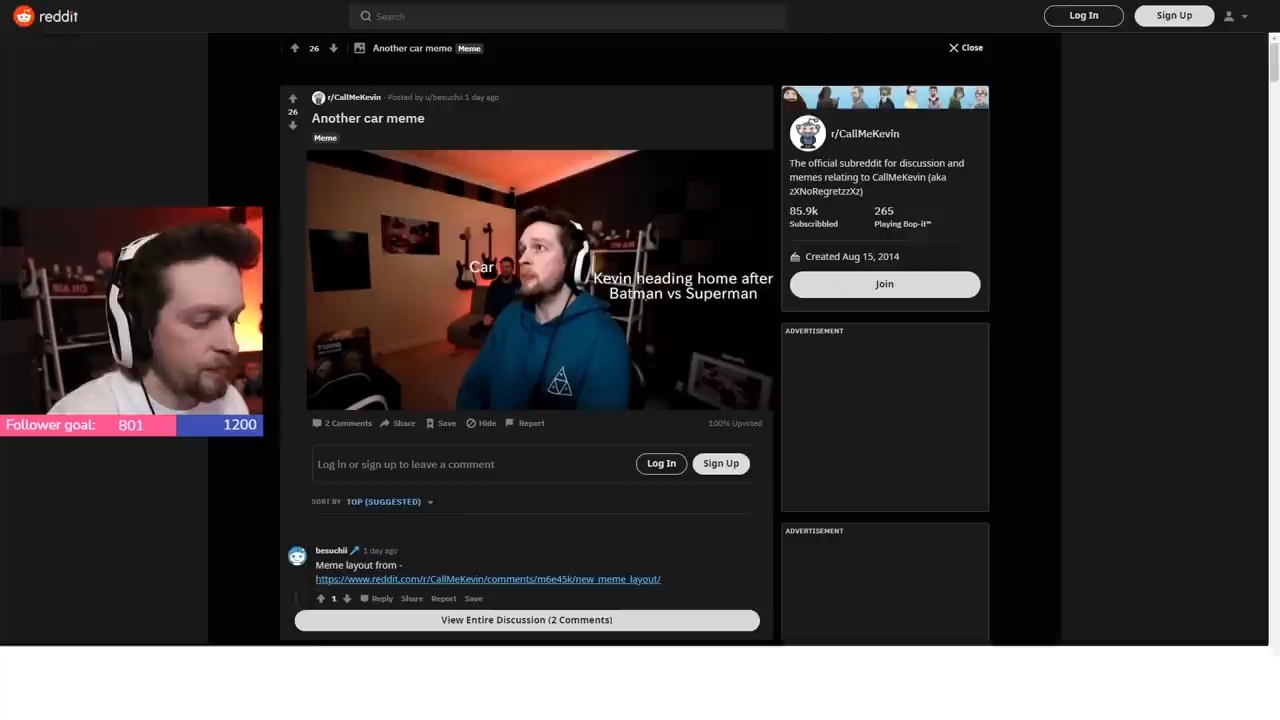 reddit
Search
Log In
Sign Up
26
Another car meme Meme
Close
26
r/CallMeKevin · Posted by u/besuchii 1 day ago
Another car meme
Meme
Car
Kevin heading home after
Batman vs Superman
2 Comments
Share
Save
Hide
Report
100% Upvoted
Log in or sign up to leave a comment
Log In
Sign Up
SORT BY TOP (SUGGESTED)
besuchii 1 day ago
Meme layout from -
https://www.reddit.com/r/CallMeKevin/comments/m6e45k/new_meme_layout/
1
Reply
Share
Report
Save
View Entire Discussion (2 Comments)
r/CallMeKevin
The official subreddit for discussion and
memes relating to CallMeKevin (aka
zXNoRegretzzXz)
85.9k
Subscribbled
265
Playing Bop-it™
Created Aug 15, 2014
Join
ADVERTISEMENT
ADVERTISEMENT
Follower goal: 801 1200